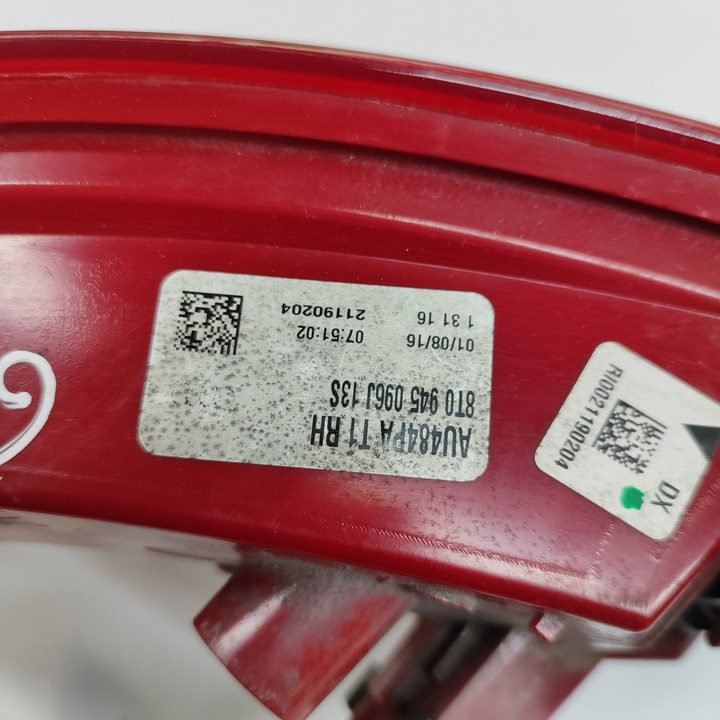 AU484PA T1 RH
8T0 945 096J 13S
01/08/16 07:51:02
1 31 16 21190204
RI0021190204
DX